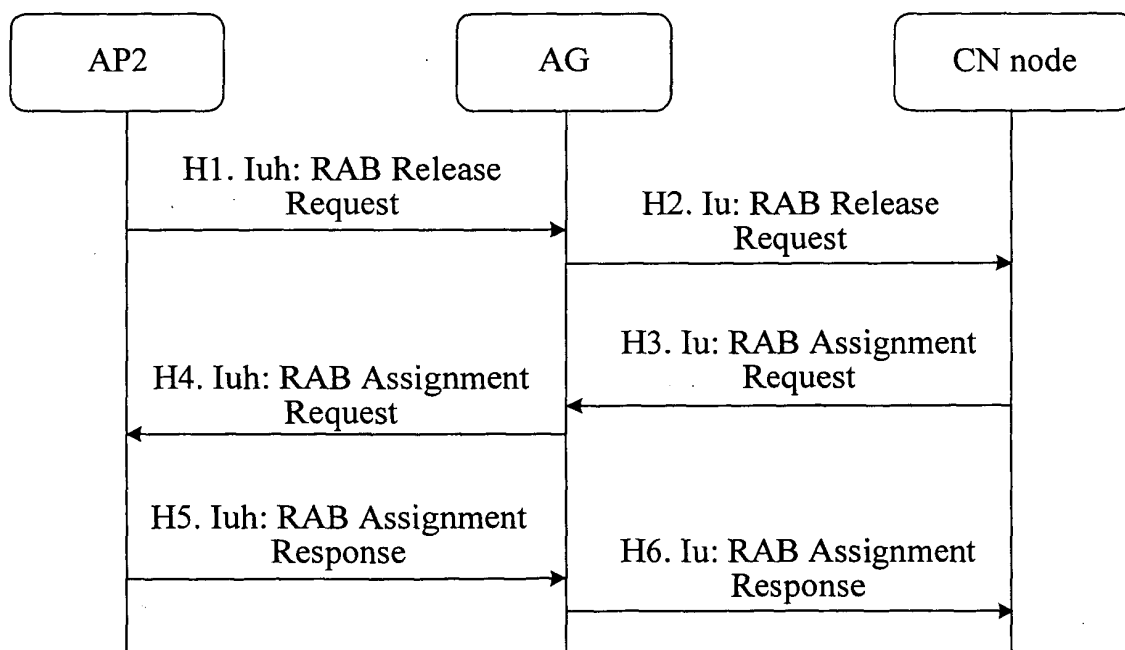 AP2
AG
CN node
H1. Iuh: RAB Release
Request
H2. Iu: RAB Release
Request
H3. Iu: RAB Assignment
Request
H4. Iuh: RAB Assignment
Request
H5. Iuh: RAB Assignment
Response
H6. Iu: RAB Assignment
Response